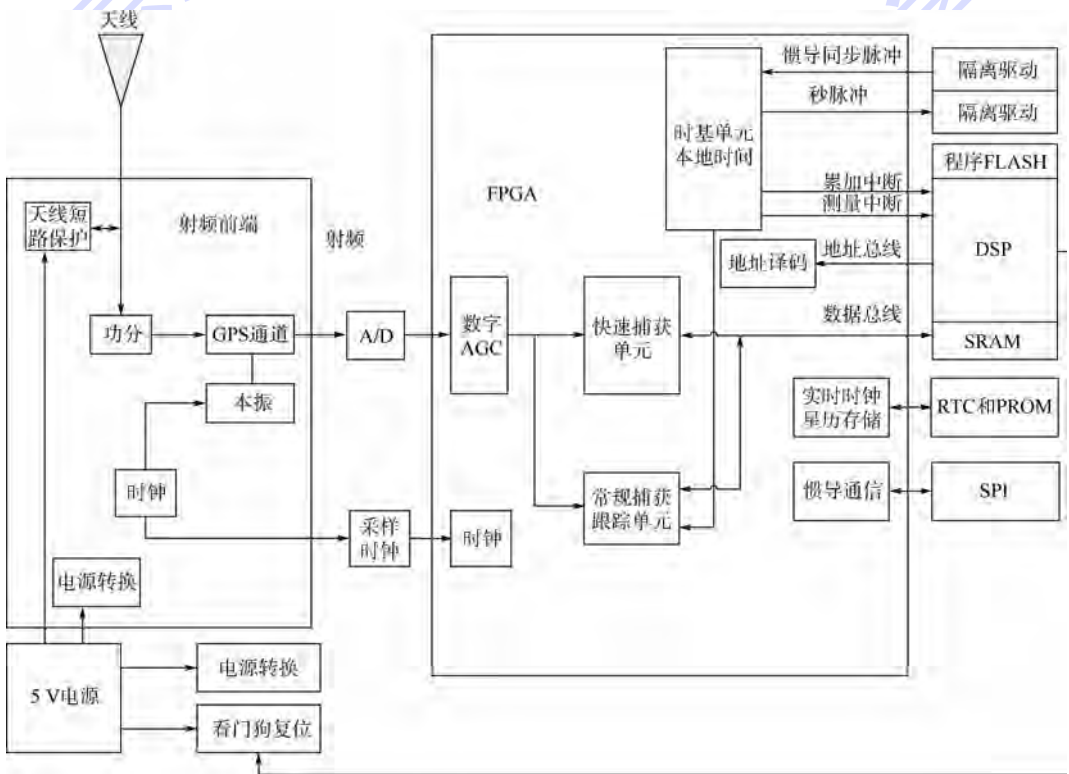 天线
惯导同步脉冲
隔离驱动
秒脉冲
隔离驱动
时基单元
本地时间
程序FLASH
FPGA
累加中断
测量中断
天线短
路保护
射频前端
射频
DSP
地址总线
地址译码
功分
GPS通道
A/D
数字
AGC
快速捕获
单元
数据总线
SRAM
本振
实时时钟
星历存储
RTC和PROM
时钟
常规捕获
跟踪单元
惯导通信
SPI
采样
时钟
时钟
电源转换
5 V电源
电源转换
看门狗复位